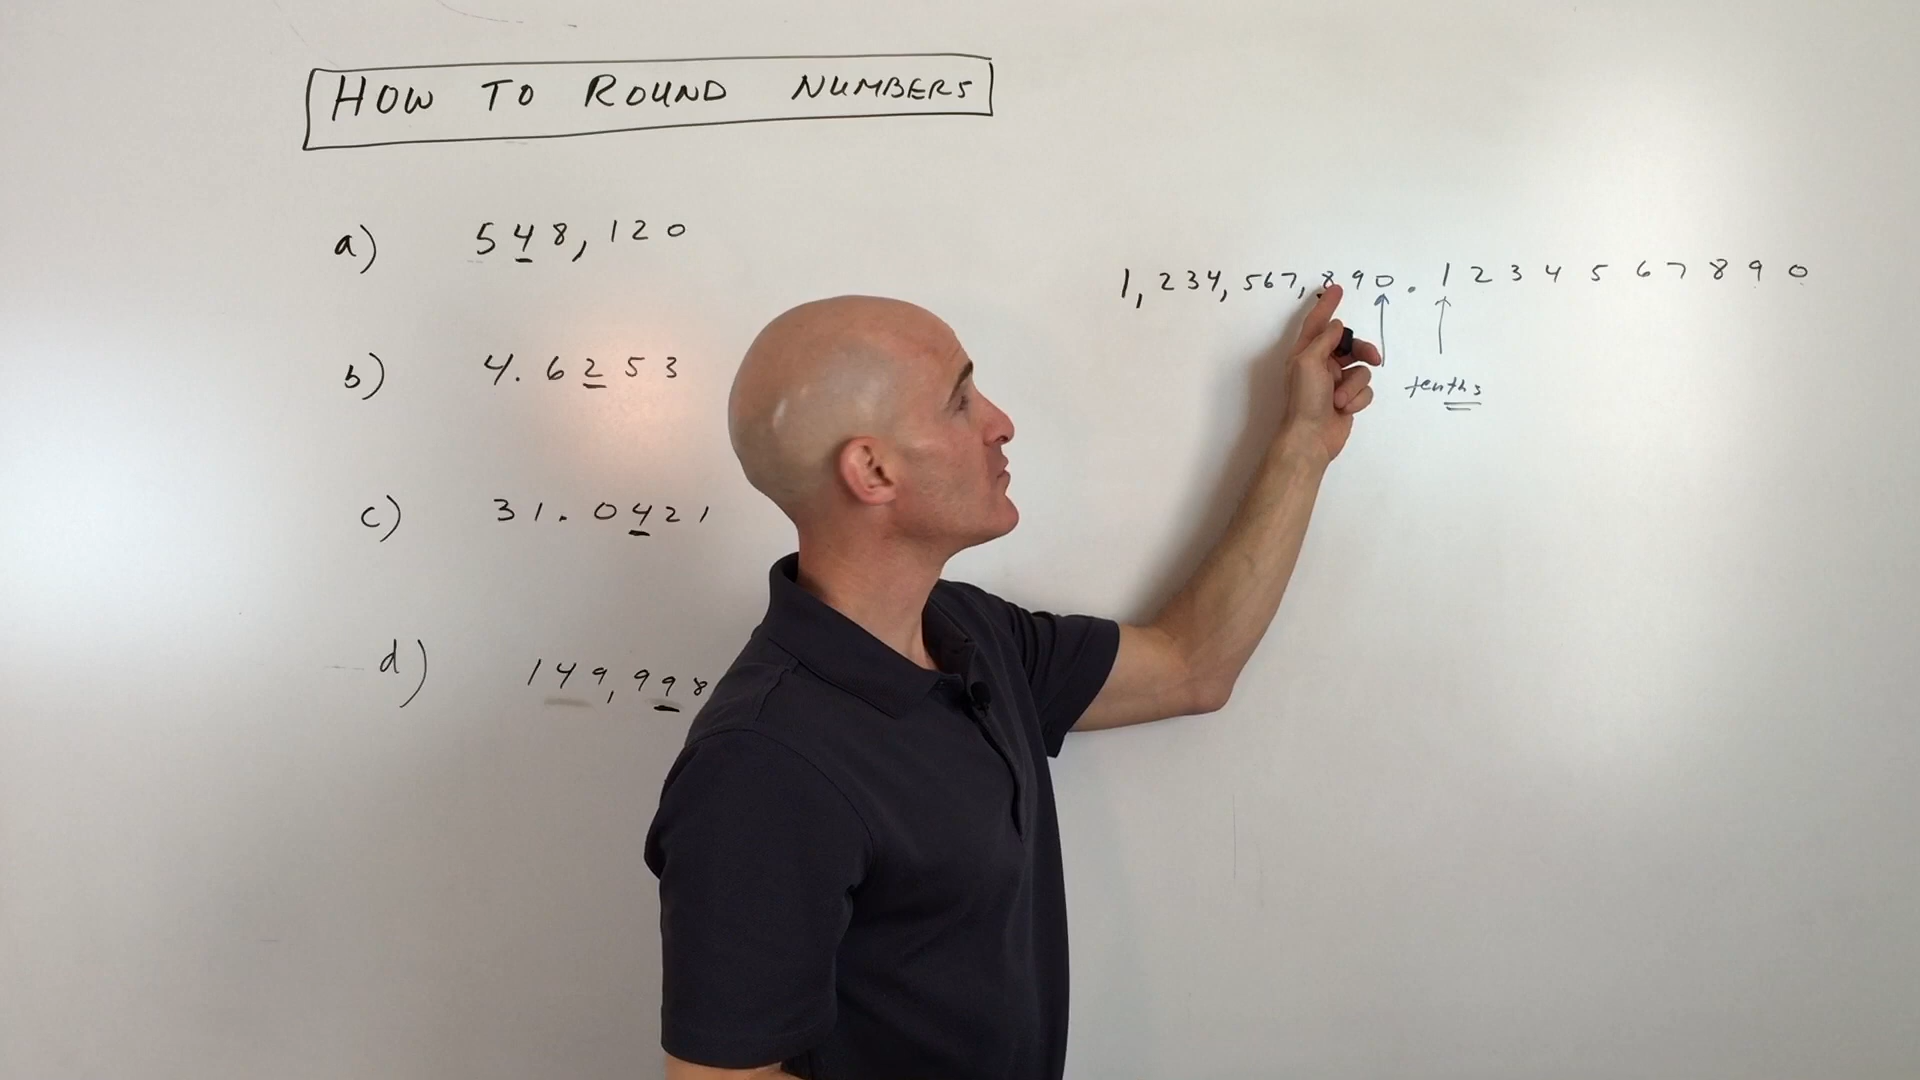 HOW TO ROUND NUMBERS
a) 548,120
1,234,567,890.1234567890
b) 4.6253
tenths
c) 31.0421
d) 149,998